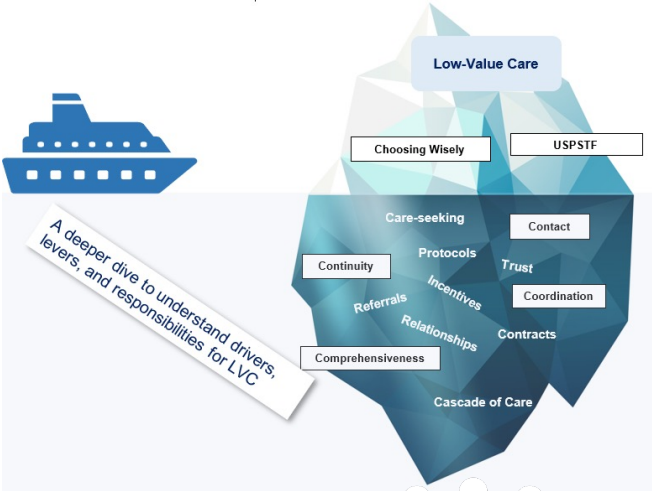 Low-Value Care
Choosing Wisely
USPSTF
A deeper dive to understand drivers,
levers, and responsibilities for LVC
Care-seeking
Contact
Protocols
Continuity
Trust
Incentives
Coordination
Referrals
Relationships
Contracts
Comprehensiveness
Cascade of Care